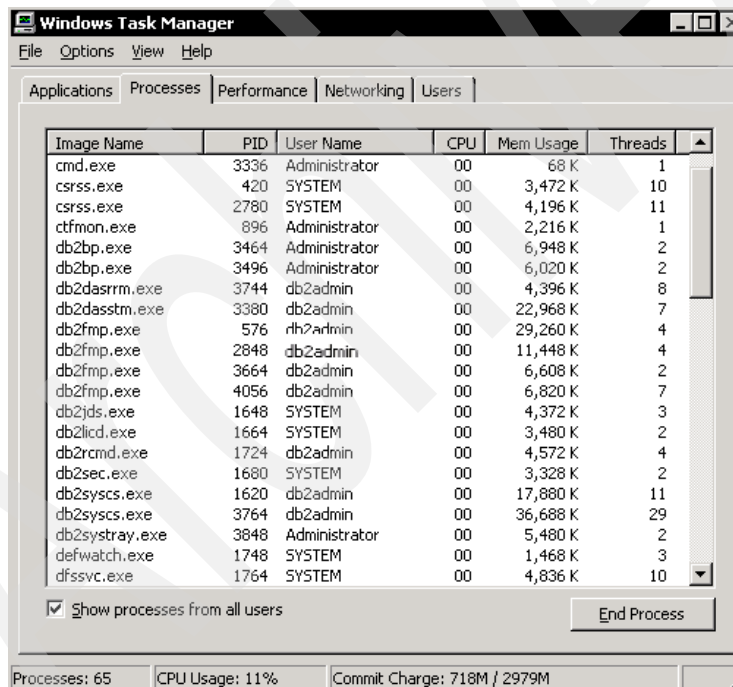 Windows Task Manager
File Options View Help
Applications Processes Performance Networking Users
Image Name PID User Name CPU Mem Usage Threads
cmd.exe 3336 Administrator 00 68 K 1
csrss.exe 420 SYSTEM 00 3,472 K 10
csrss.exe 2780 SYSTEM 00 4,196 K 11
ctfmon.exe 896 Administrator 00 2,216 K 1
db2bp.exe 3464 Administrator 00 6,948 K 2
db2bp.exe 3496 Administrator 00 6,020 K 2
db2dasrrm.exe 3744 db2admin 00 4,396 K 8
db2dasstm.exe 3380 db2admin 00 22,968 K 7
db2fmp.exe 576 db2admin 00 29,260 K 4
db2fmp.exe 2848 db2admin 00 11,448 K 4
db2fmp.exe 3664 db2admin 00 6,608 K 2
db2fmp.exe 4056 db2admin 00 6,820 K 7
db2jds.exe 1648 SYSTEM 00 4,372 K 3
db2licd.exe 1664 SYSTEM 00 3,480 K 2
db2rcmd.exe 1724 db2admin 00 4,572 K 4
db2sec.exe 1680 SYSTEM 00 3,328 K 2
db2syscs.exe 1620 db2admin 00 17,880 K 11
db2syscs.exe 3764 db2admin 00 36,688 K 29
db2systray.exe 3848 Administrator 00 5,480 K 2
defwatch.exe 1748 SYSTEM 00 1,468 K 3
dfssvc.exe 1764 SYSTEM 00 4,836 K 10
Show processes from all users
End Process
Processes: 65 CPU Usage: 11% Commit Charge: 718M / 2979M